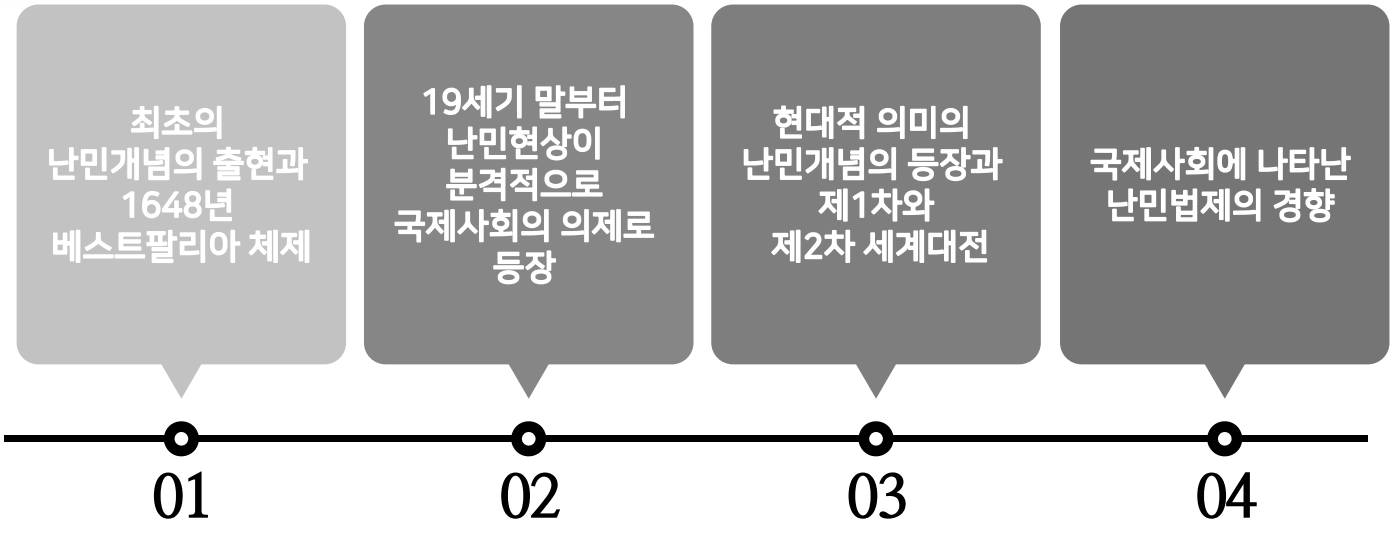 최초의
난민개념의 출현과
1648년
베스트팔리아 체제
01
19세기 말부터
난민현상이
분격적으로
국제사회의 의제로
등장
02
현대적 의미의
난민개념의 등장과
제1차와
제2차 세계대전
03
국제사회에 나타난
난민법제의 경향
04